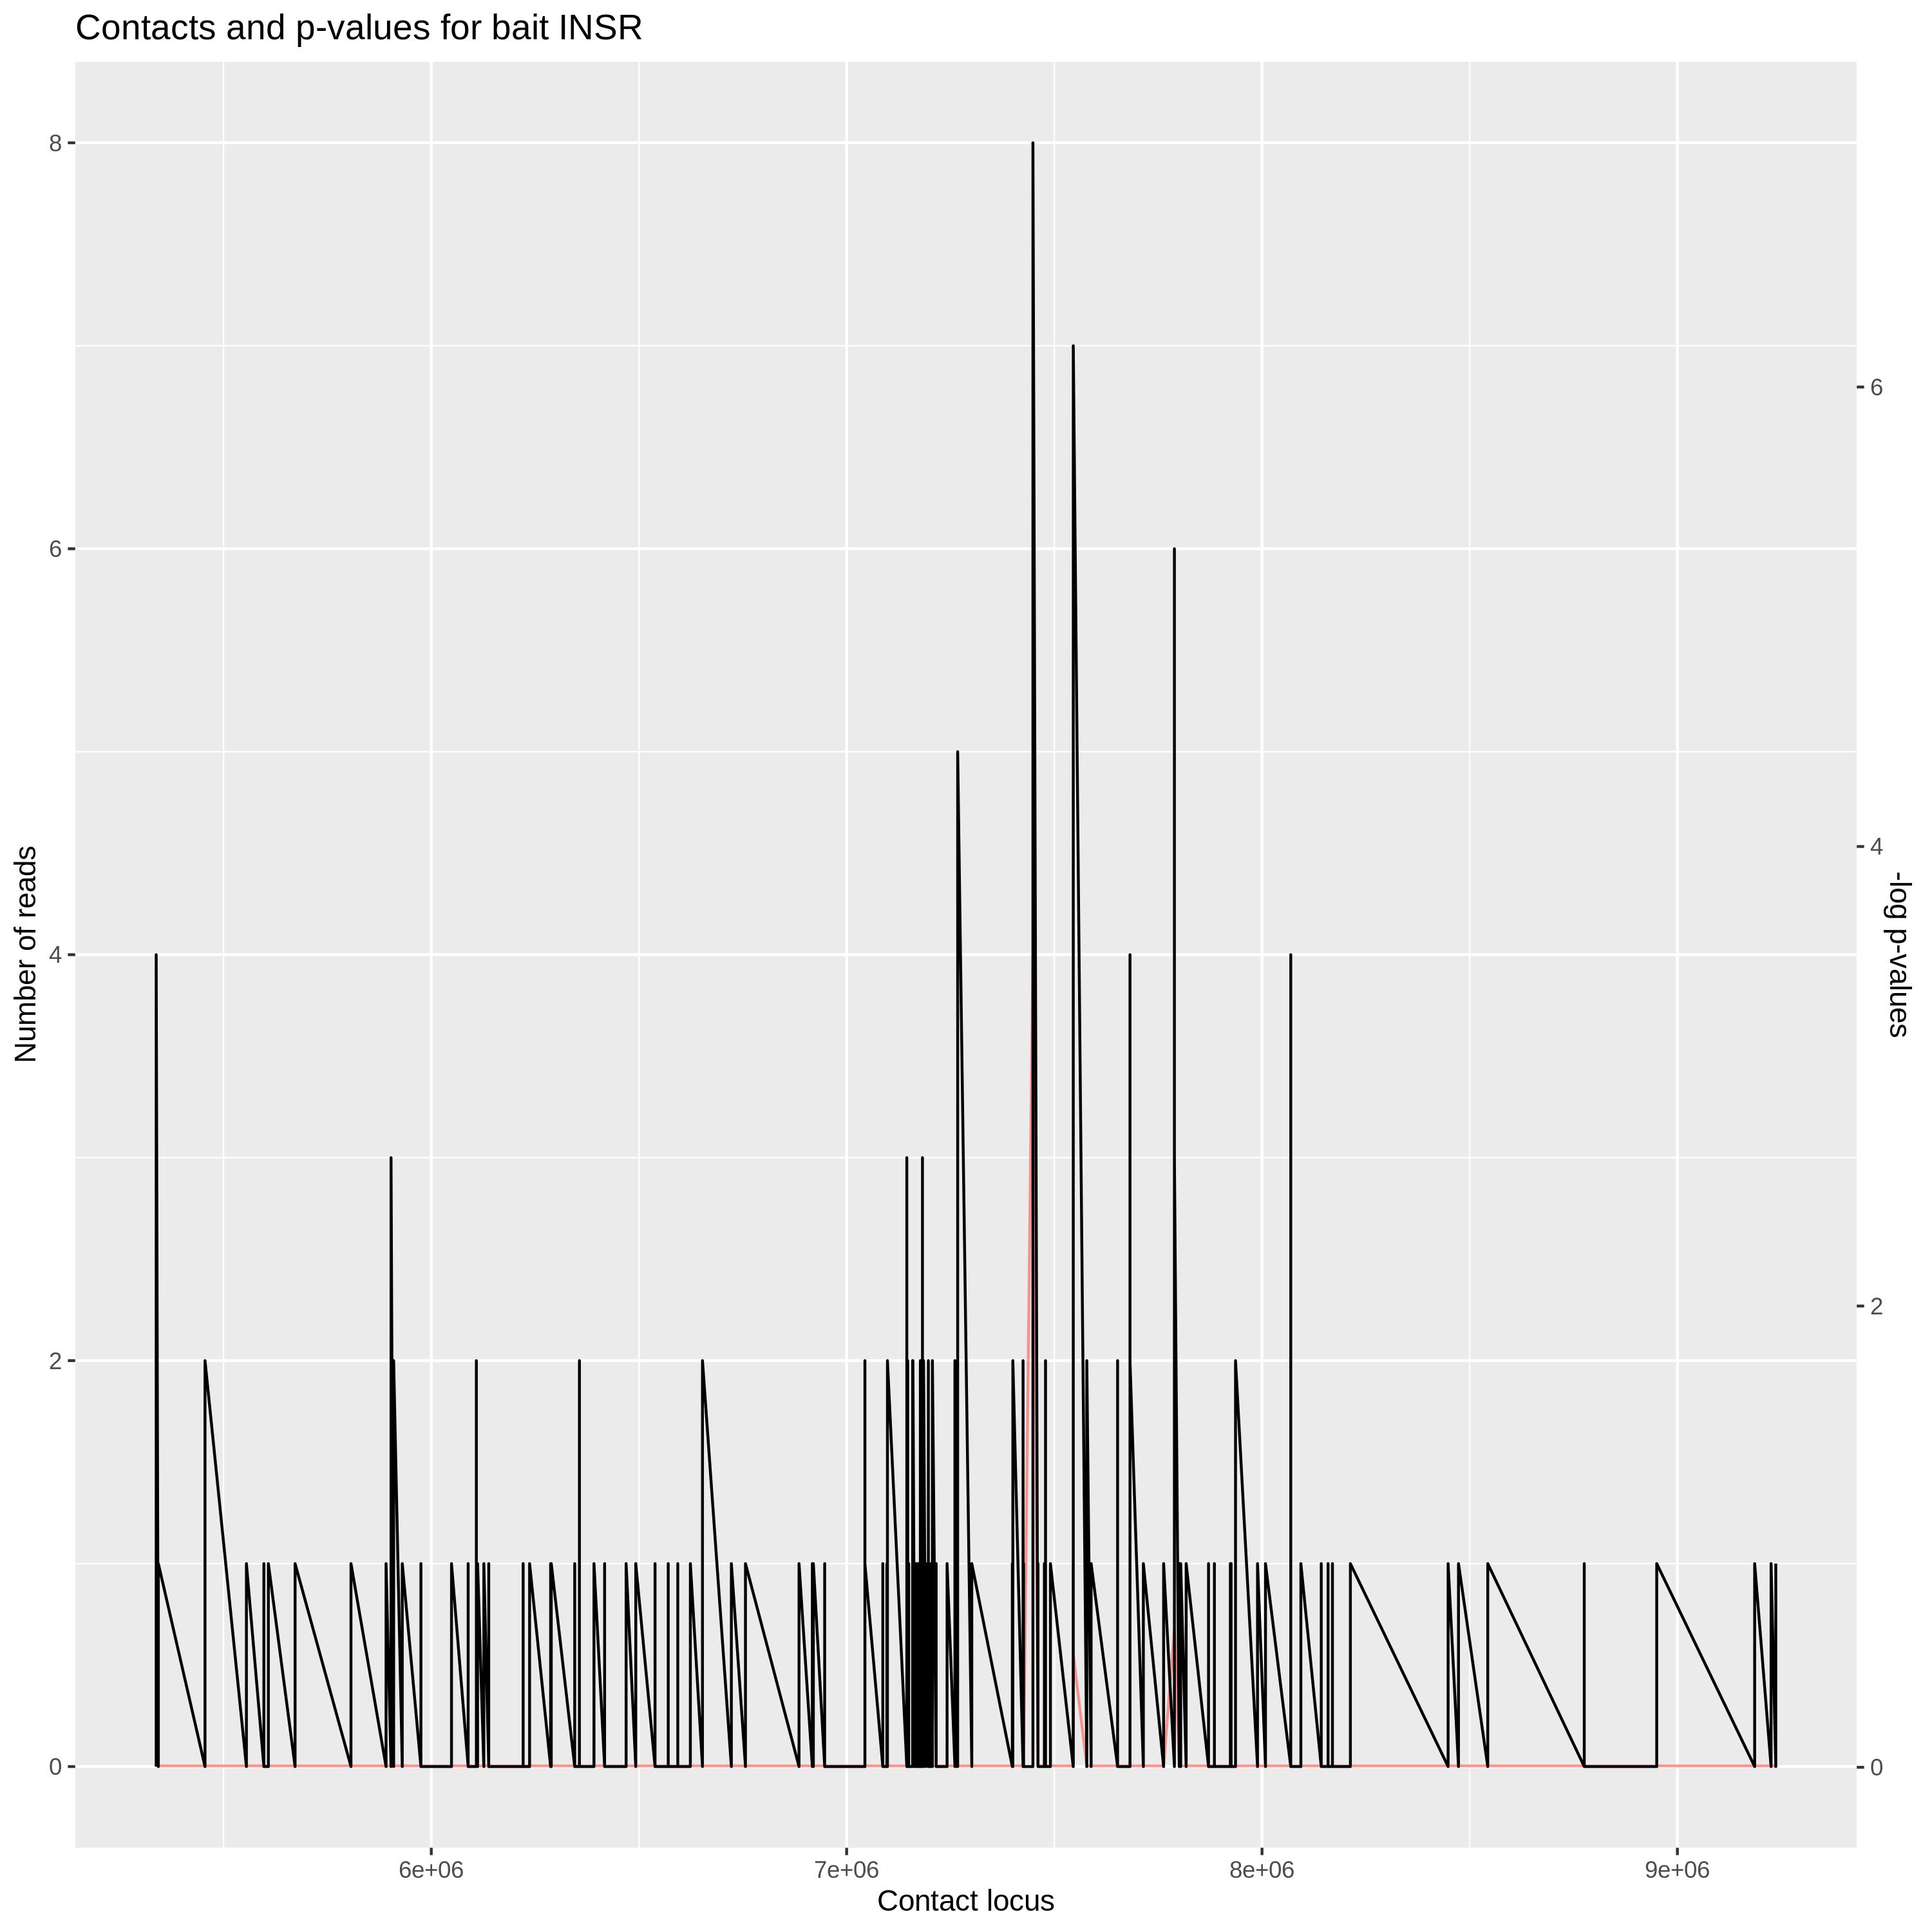 Contacts and p-values for bait INSR
8
6
4
2
0
Number of reads
6
4
2
0
-log p-values
6e+06 7e+06 8e+06 9e+06
Contact locus